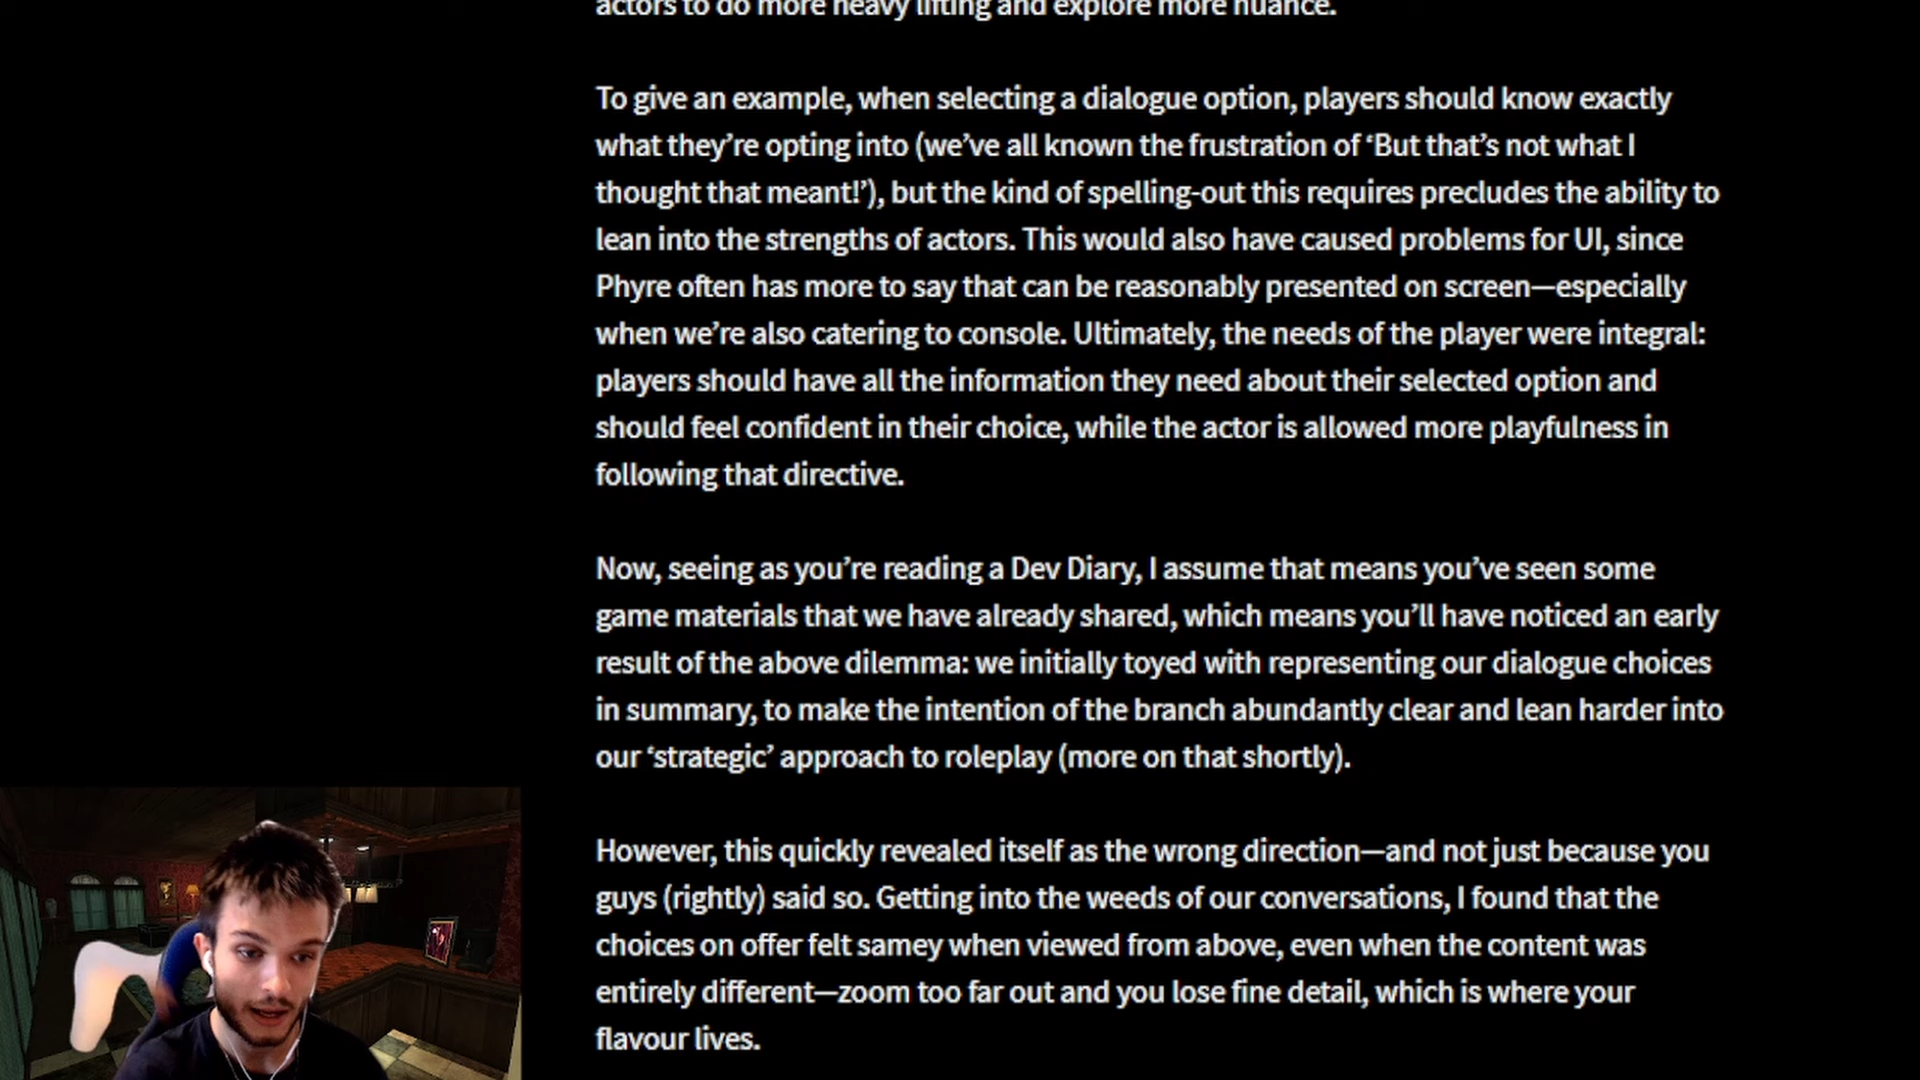 actors to do more heavy lifting and explore more nuance.
To give an example, when selecting a dialogue option, players should know exactly
what they’re opting into (we’ve all known the frustration of ‘But that’s not what I
thought that meant!’), but the kind of spelling-out this requires precludes the ability to
lean into the strengths of actors. This would also have caused problems for UI, since
Phyre often has more to say that can be reasonably presented on screen—especially
when we’re also catering to console. Ultimately, the needs of the player were integral:
players should have all the information they need about their selected option and
should feel confident in their choice, while the actor is allowed more playfulness in
following that directive.
Now, seeing as you’re reading a Dev Diary, I assume that means you’ve seen some
game materials that we have already shared, which means you’ll have noticed an early
result of the above dilemma: we initially toyed with representing our dialogue choices
in summary, to make the intention of the branch abundantly clear and lean harder into
our ‘strategic’ approach to roleplay (more on that shortly).
However, this quickly revealed itself as the wrong direction—and not just because you
guys (rightly) said so. Getting into the weeds of our conversations, I found that the
choices on offer felt samey when viewed from above, even when the content was
entirely different—zoom too far out and you lose fine detail, which is where your
flavour lives.